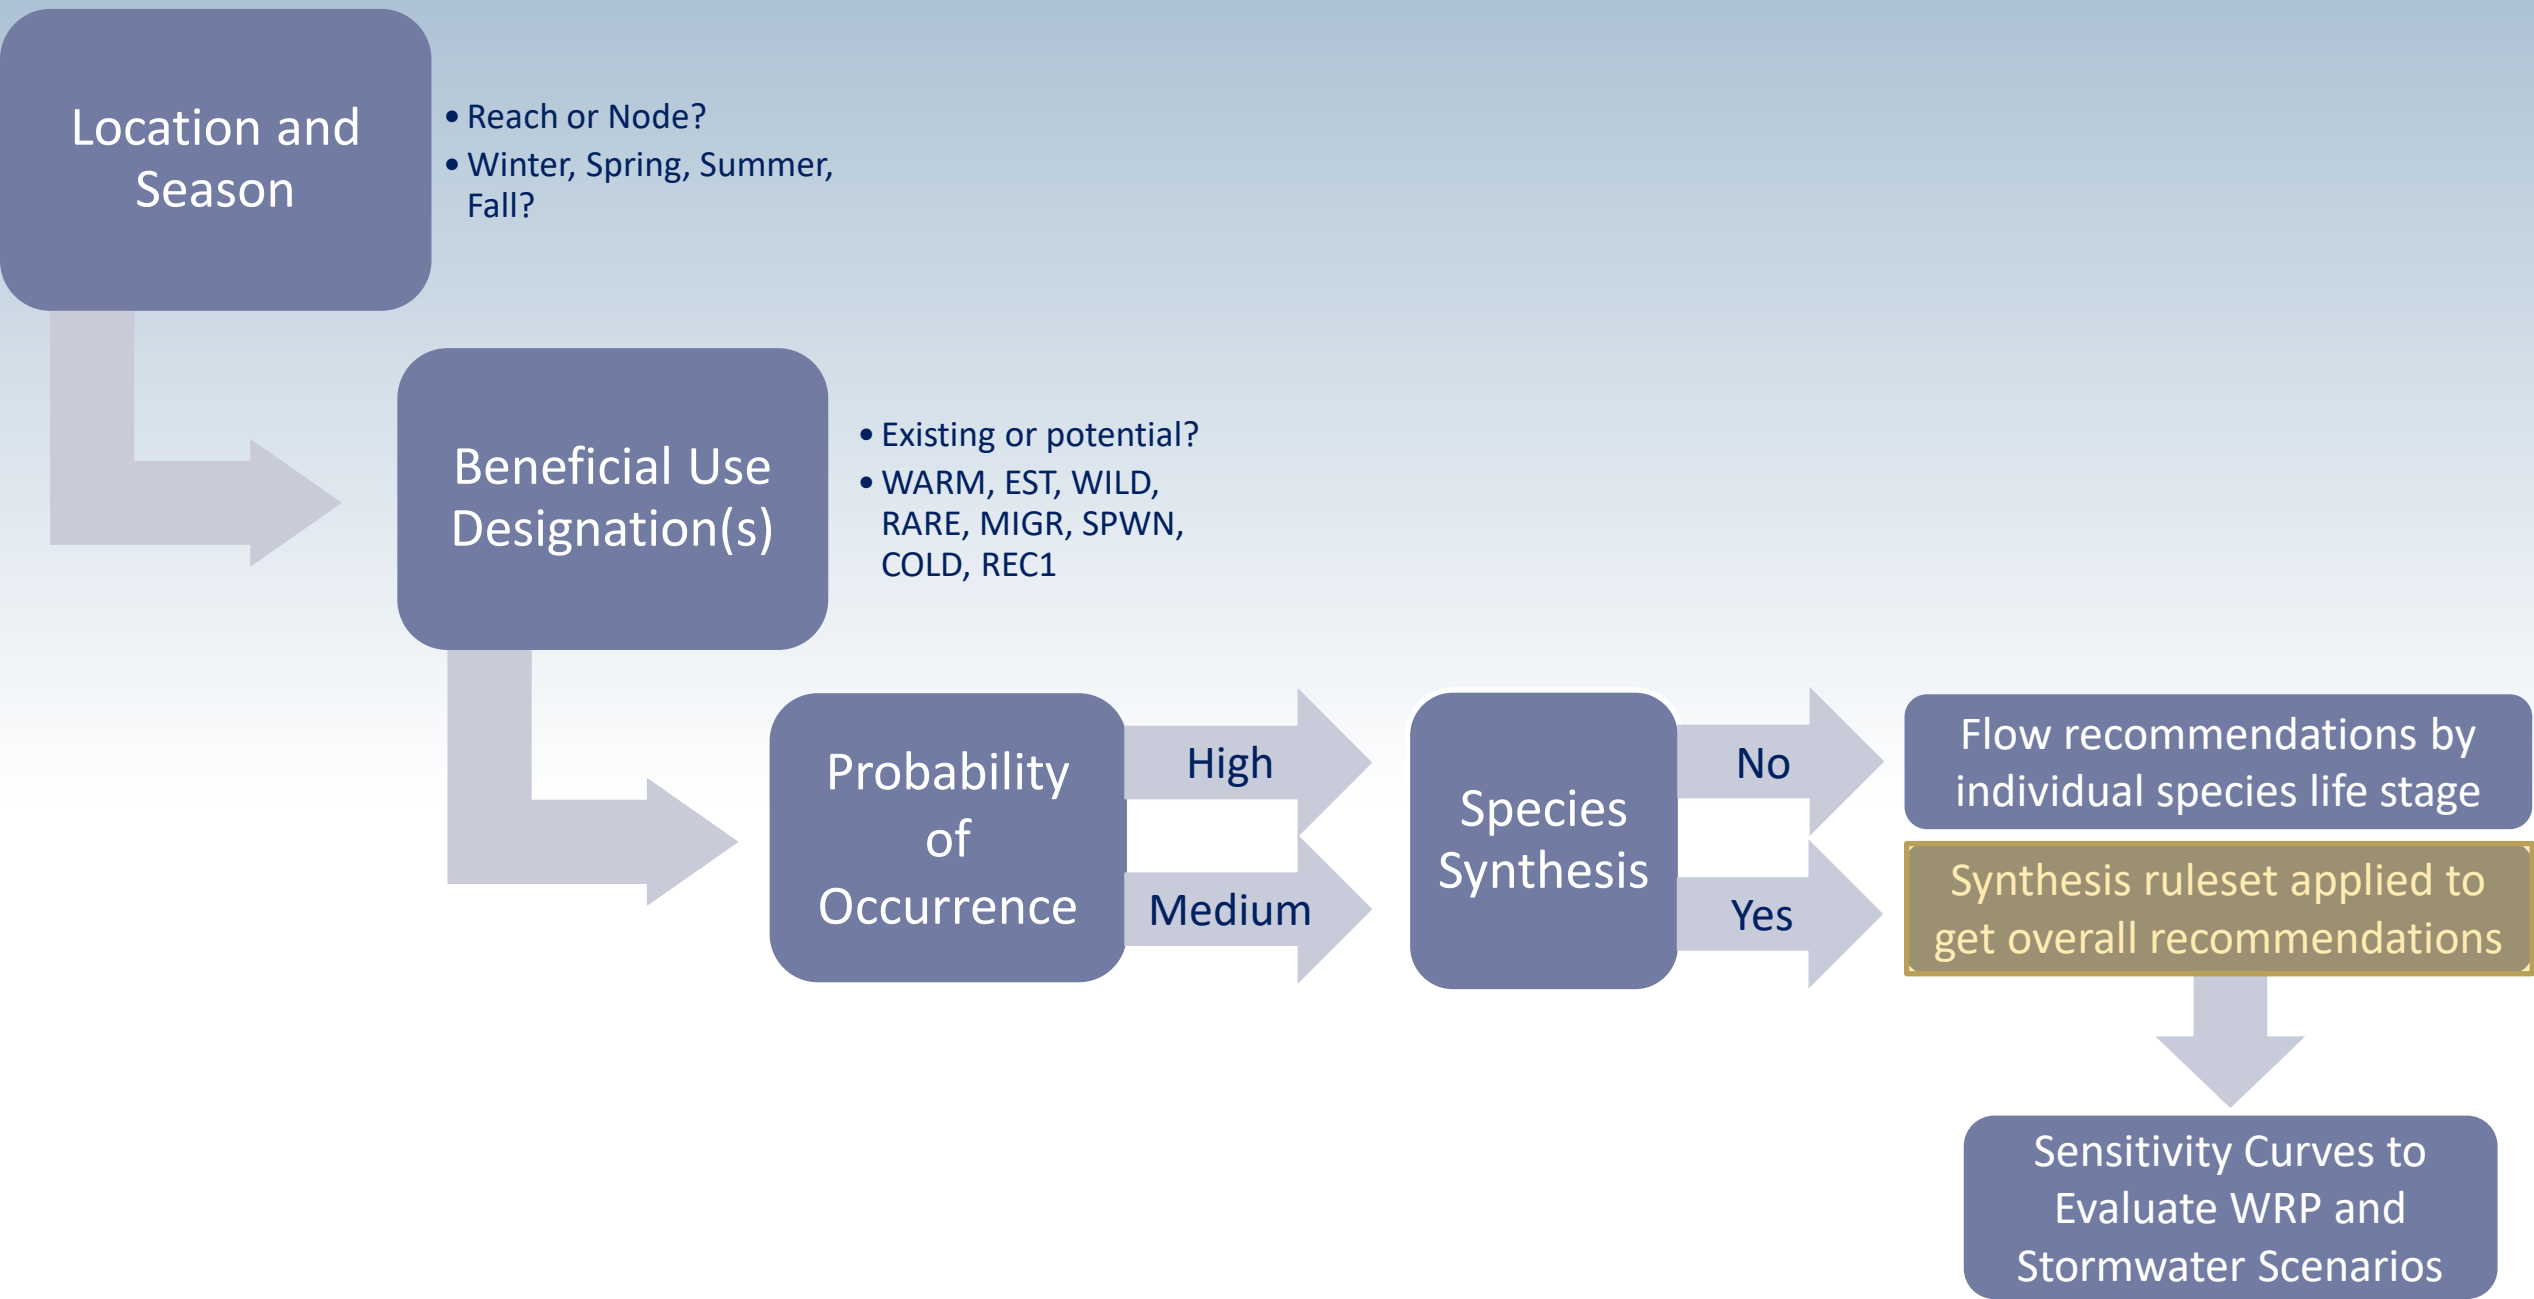 Location and
Season
• Reach or Node?
• Winter, Spring, Summer,
Fall?
Beneficial Use
Designation(s)
• Existing or potential?
• WARM, EST, WILD,
RARE, MIGR, SPWN,
COLD, REC1
Probability
of
Occurrence
High
Medium
Species
Synthesis
No
Yes
Flow recommendations by
individual species life stage
Synthesis ruleset applied to
get overall recommendations
Sensitivity Curves to
Evaluate WRP and
Stormwater Scenarios